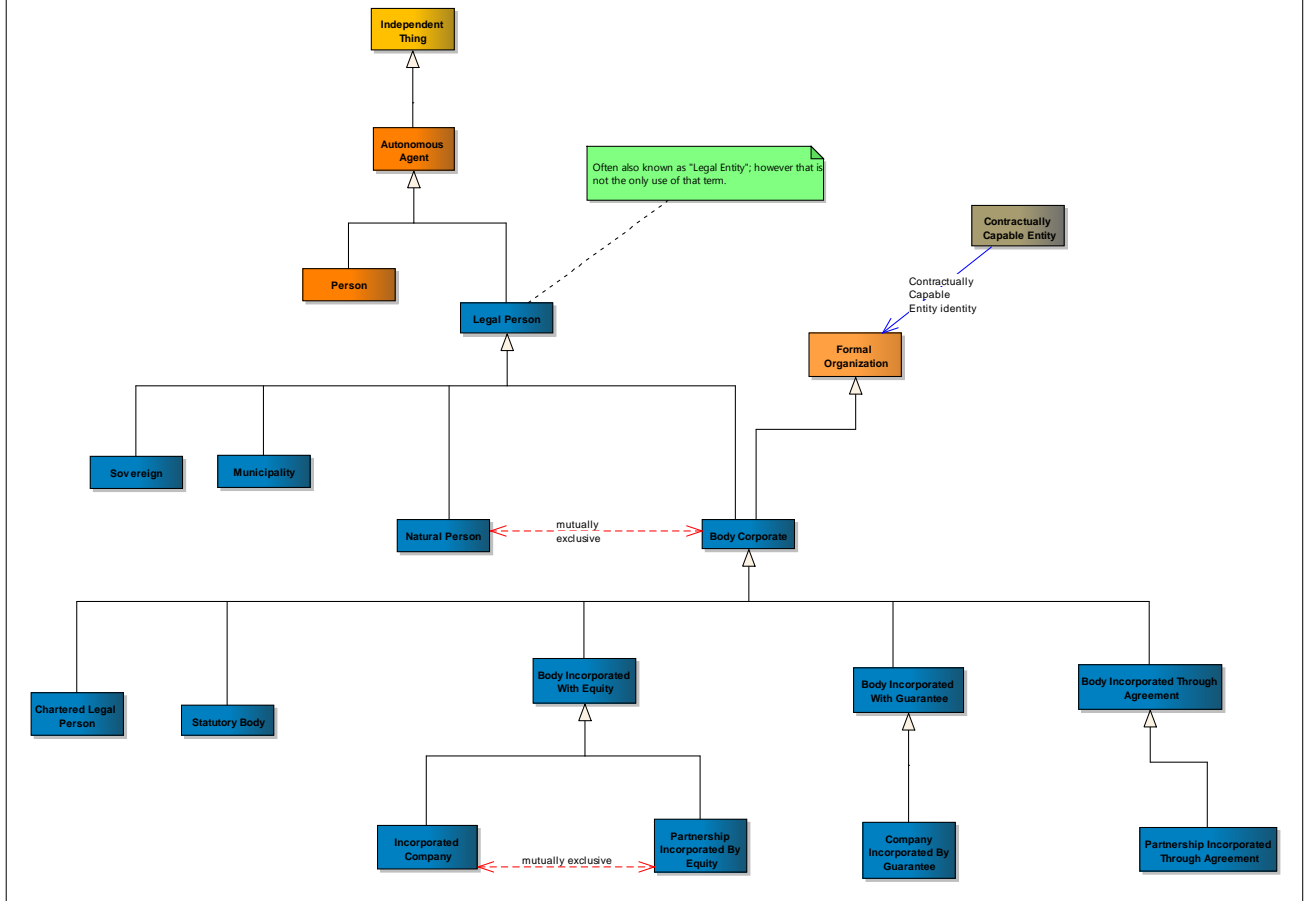 Independent
Thing
Autonomous
Agent
Often also known as "Legal Entity"; however that is
not the only use of that term.
Contractually
Capable Entity
Person
Contractually
Capable
Entity identity
Legal Person
Formal
Organization
Sovereign
Municipality
Natural Person
mutually
exclusive
Body Corporate
Body Incorporated
With Equity
Body Incorporated
With Guarantee
Body Incorporated Through
Agreement
Chartered Legal
Person
Statutory Body
Incorporated
Company
mutually exclusive
Partnership
Incorporated By
Equity
Company
Incorporated By
Guarantee
Partnership Incorporated
Through Agreement